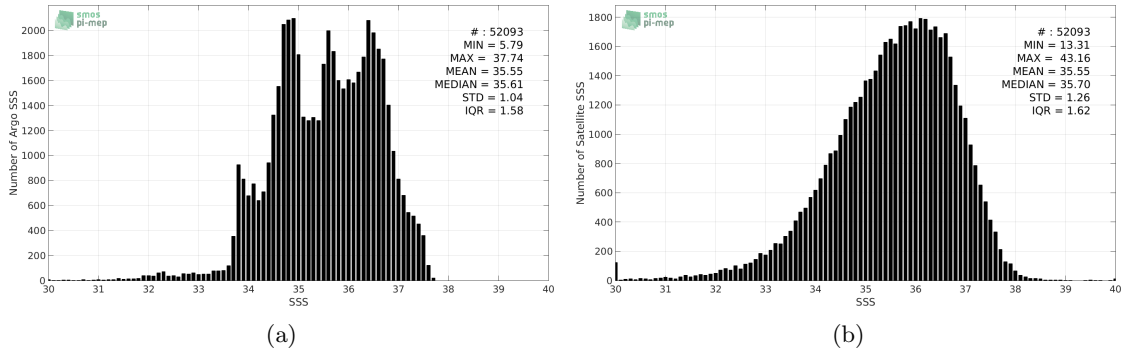 smos
pi-mep
# : 52093
MIN = 5.79
MAX = 37.74
MEAN = 35.55
MEDIAN = 35.61
STD = 1.04
IQR = 1.58
Number of Argo SSS
2000
1800
1600
1400
1200
1000
800
600
400
200
0
30 31 32 33 34 35 36 37 38 39 40
SSS
(a)
smos
pi-mep
# : 52093
MIN = 13.31
MAX = 43.16
MEAN = 35.55
MEDIAN = 35.70
STD = 1.26
IQR = 1.62
Number of Satellite SSS
1800
1600
1400
1200
1000
800
600
400
200
0
30 31 32 33 34 35 36 37 38 39 40
SSS
(b)